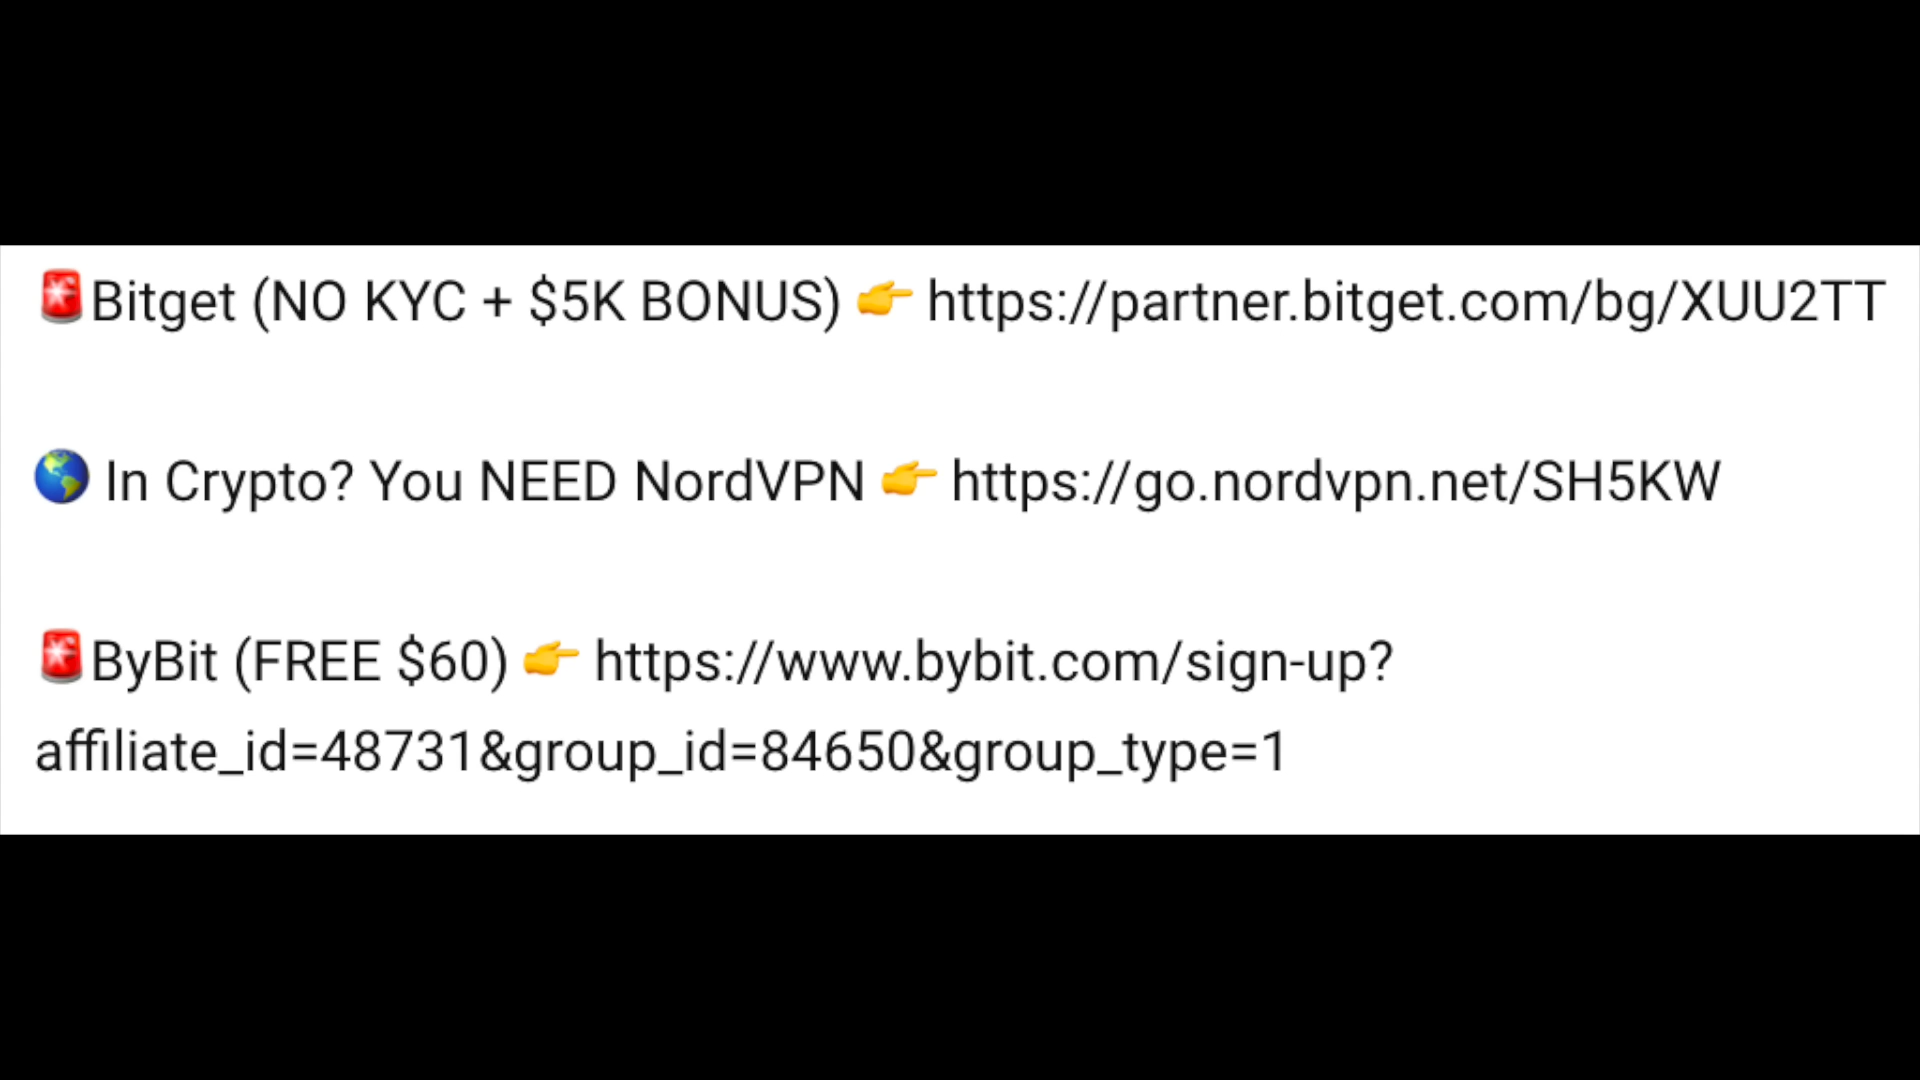 🚨Bitget (NO KYC + $5K BONUS) 👉 https://partner.bitget.com/bg/XUU2TT
🌎 In Crypto? You NEED NordVPN 👉 https://go.nordvpn.net/SH5KW
🚨ByBit (FREE $60) 👉 https://www.bybit.com/sign-up?
affiliate_id=48731&group_id=84650&group_type=1